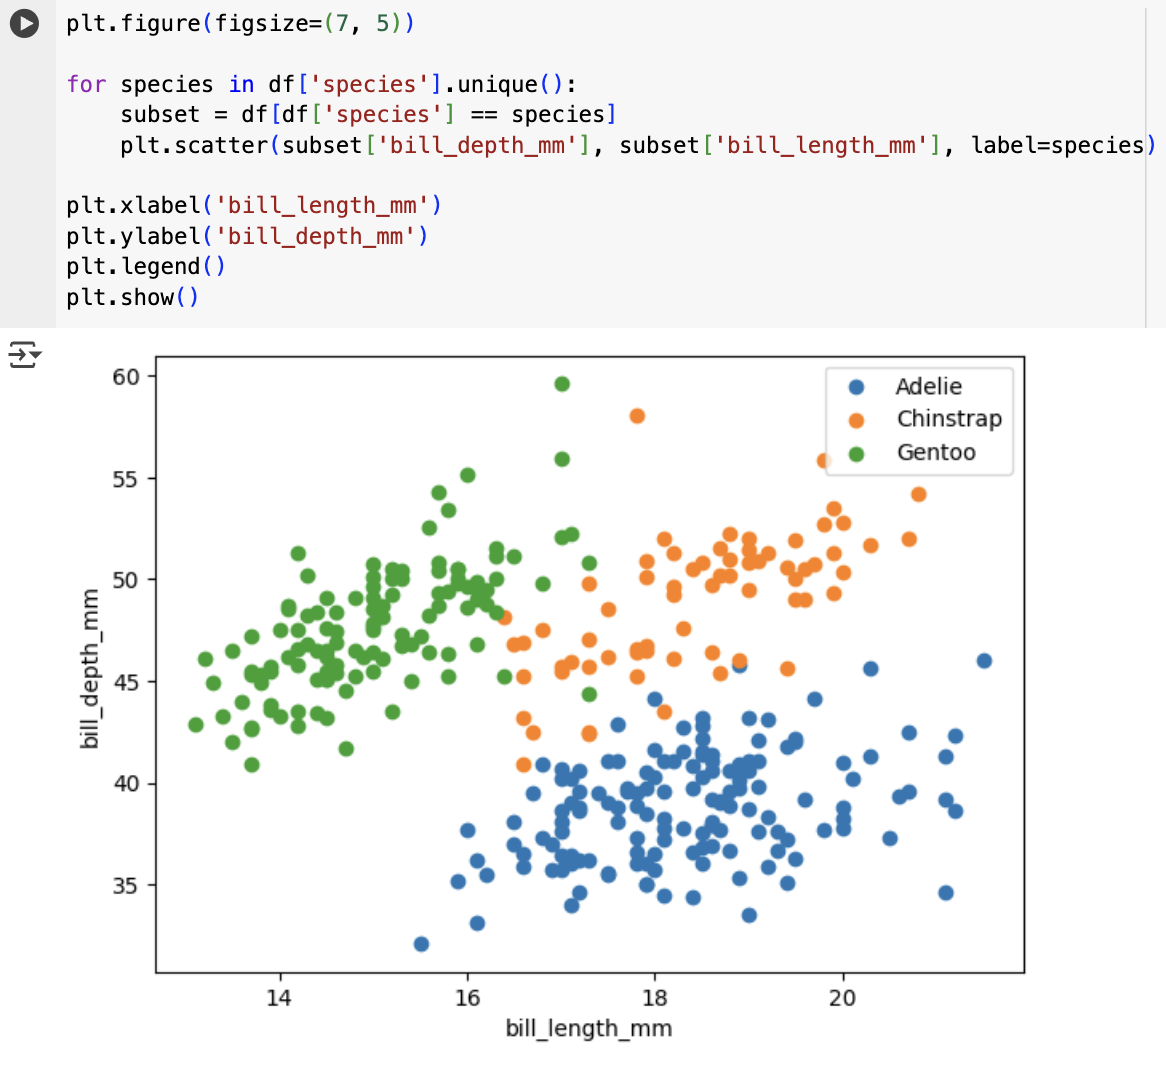 plt.figure(figsize=(7, 5))
for species in df['species'].unique():
    subset = df[df['species'] == species]
    plt.scatter(subset['bill_depth_mm'], subset['bill_length_mm'], label=species)
plt.xlabel('bill_length_mm')
plt.ylabel('bill_depth_mm')
plt.legend()
plt.show()
60
55
50
45
40
35
bill_depth_mm
Adelie
Chinstrap
Gentoo
14 16 18 20
bill_length_mm